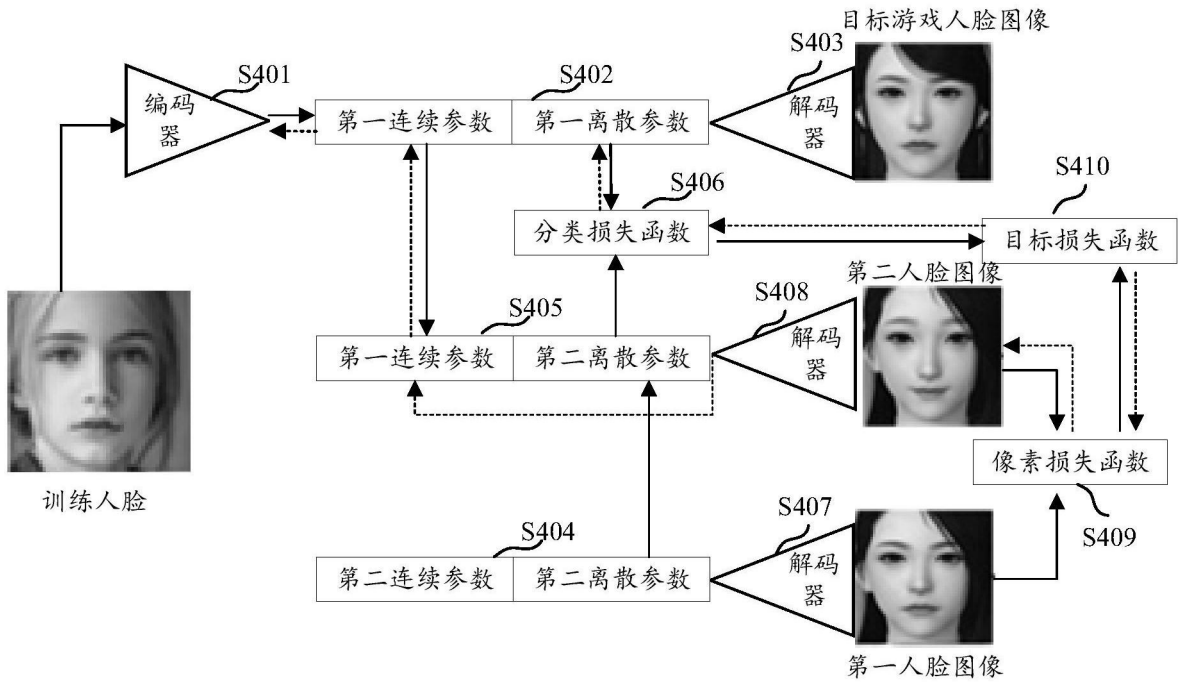 目标游戏人脸图像
S401
S402
S403
编码
器
第一连续参数
第一离散参数
解码
器
S406
S410
分类损失函数
目标损失函数
第二人脸图像
S405
S408
第一连续参数
第二离散参数
解码
器
像素损失函数
训练人脸
S409
S404
S407
第二连续参数
第二离散参数
解码
器
第一人脸图像